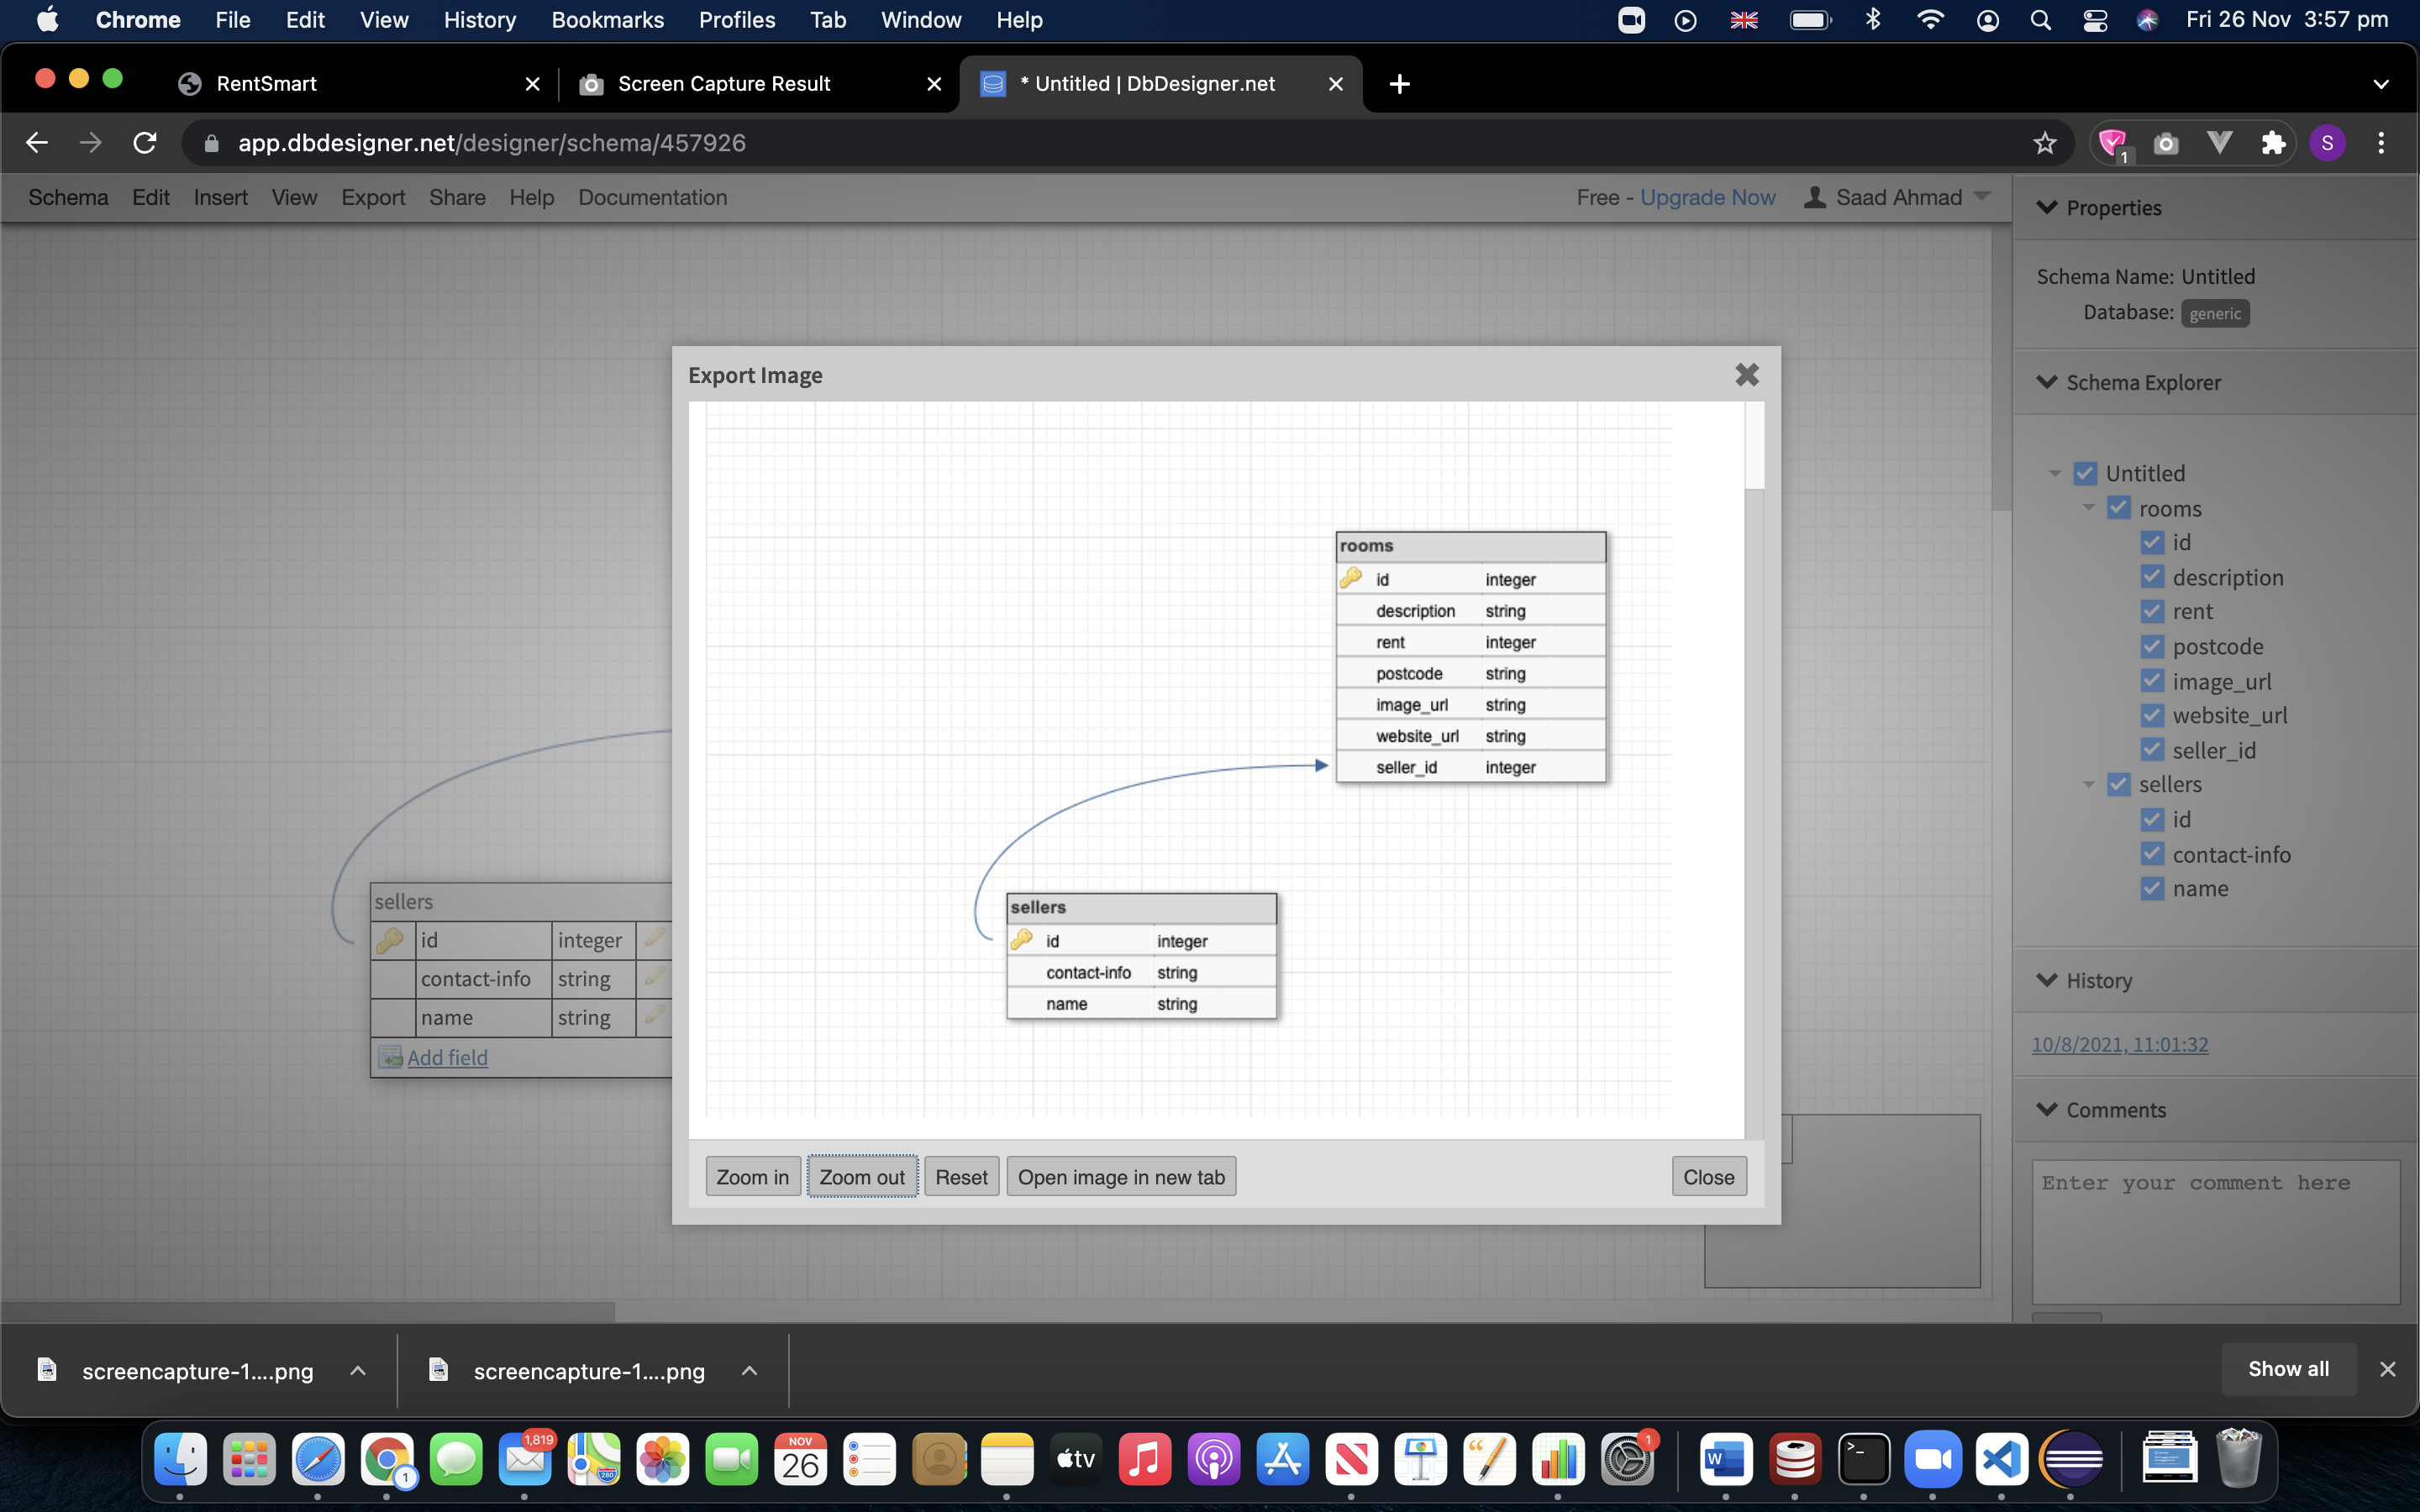 Chrome File Edit View History Bookmarks Profiles Tab Window Help Fri 26 Nov 3:57 pm
RentSmart Screen Capture Result * Untitled | DbDesigner.net
app.dbdesigner.net/designer/schema/457926 1 S
Schema Edit Insert View Export Share Help Documentation Free - Upgrade Now Saad Ahmad
Properties
Schema Name: Untitled
Database: generic
Schema Explorer
Untitled
rooms
id
description
rent
postcode
image_url
website_url
seller_id
sellers
id
contact-info
name
History
10/8/2021, 11:01:32
Comments
Enter your comment here
Export Image
rooms
id integer
description string
rent integer
postcode string
image_url string
website_url string
seller_id integer
sellers
id integer
contact-info string
name string
Zoom in Zoom out Reset Open image in new tab Close
sellers
id integer
contact-info string
name string
Add field
screencapture-1....png screencapture-1....png Show all
1 1,819 280 NOV 26 tv 1 W >_